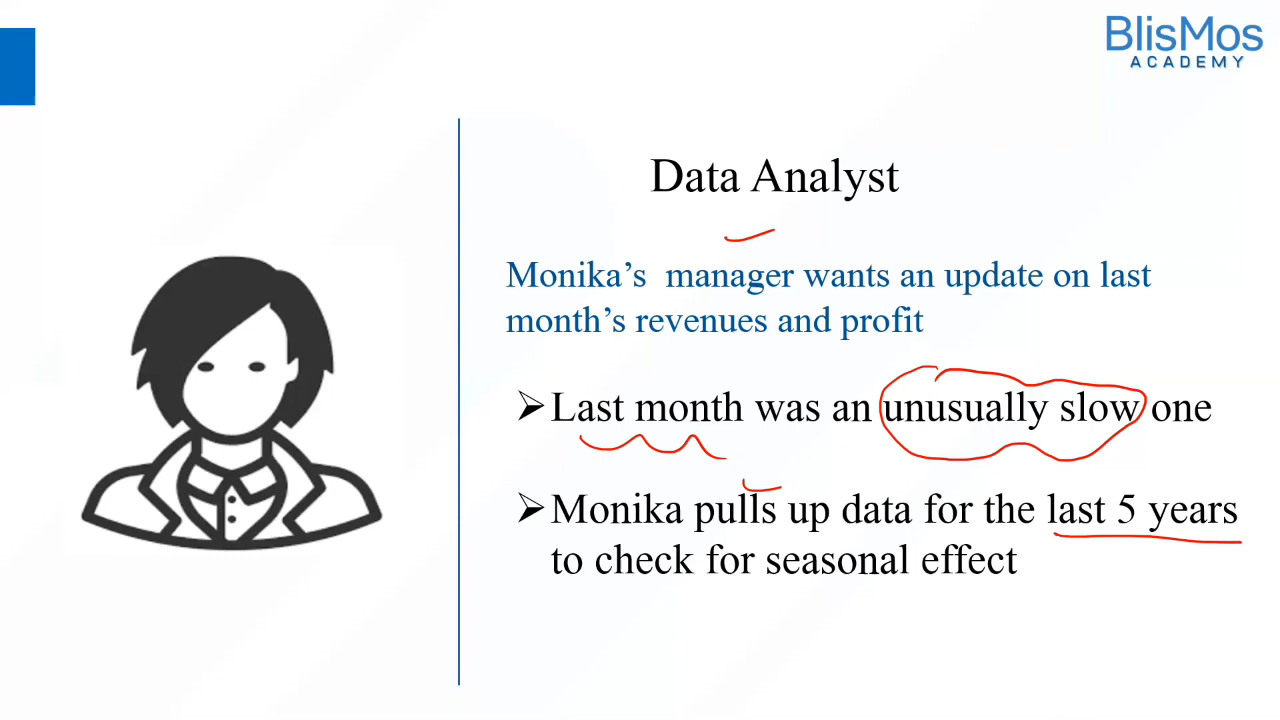 BlisMos
ACADEMY
Data Analyst
Monika’s manager wants an update on last
month’s revenues and profit
➢Last month was an unusually slow one
➢Monika pulls up data for the last 5 years
to check for seasonal effect